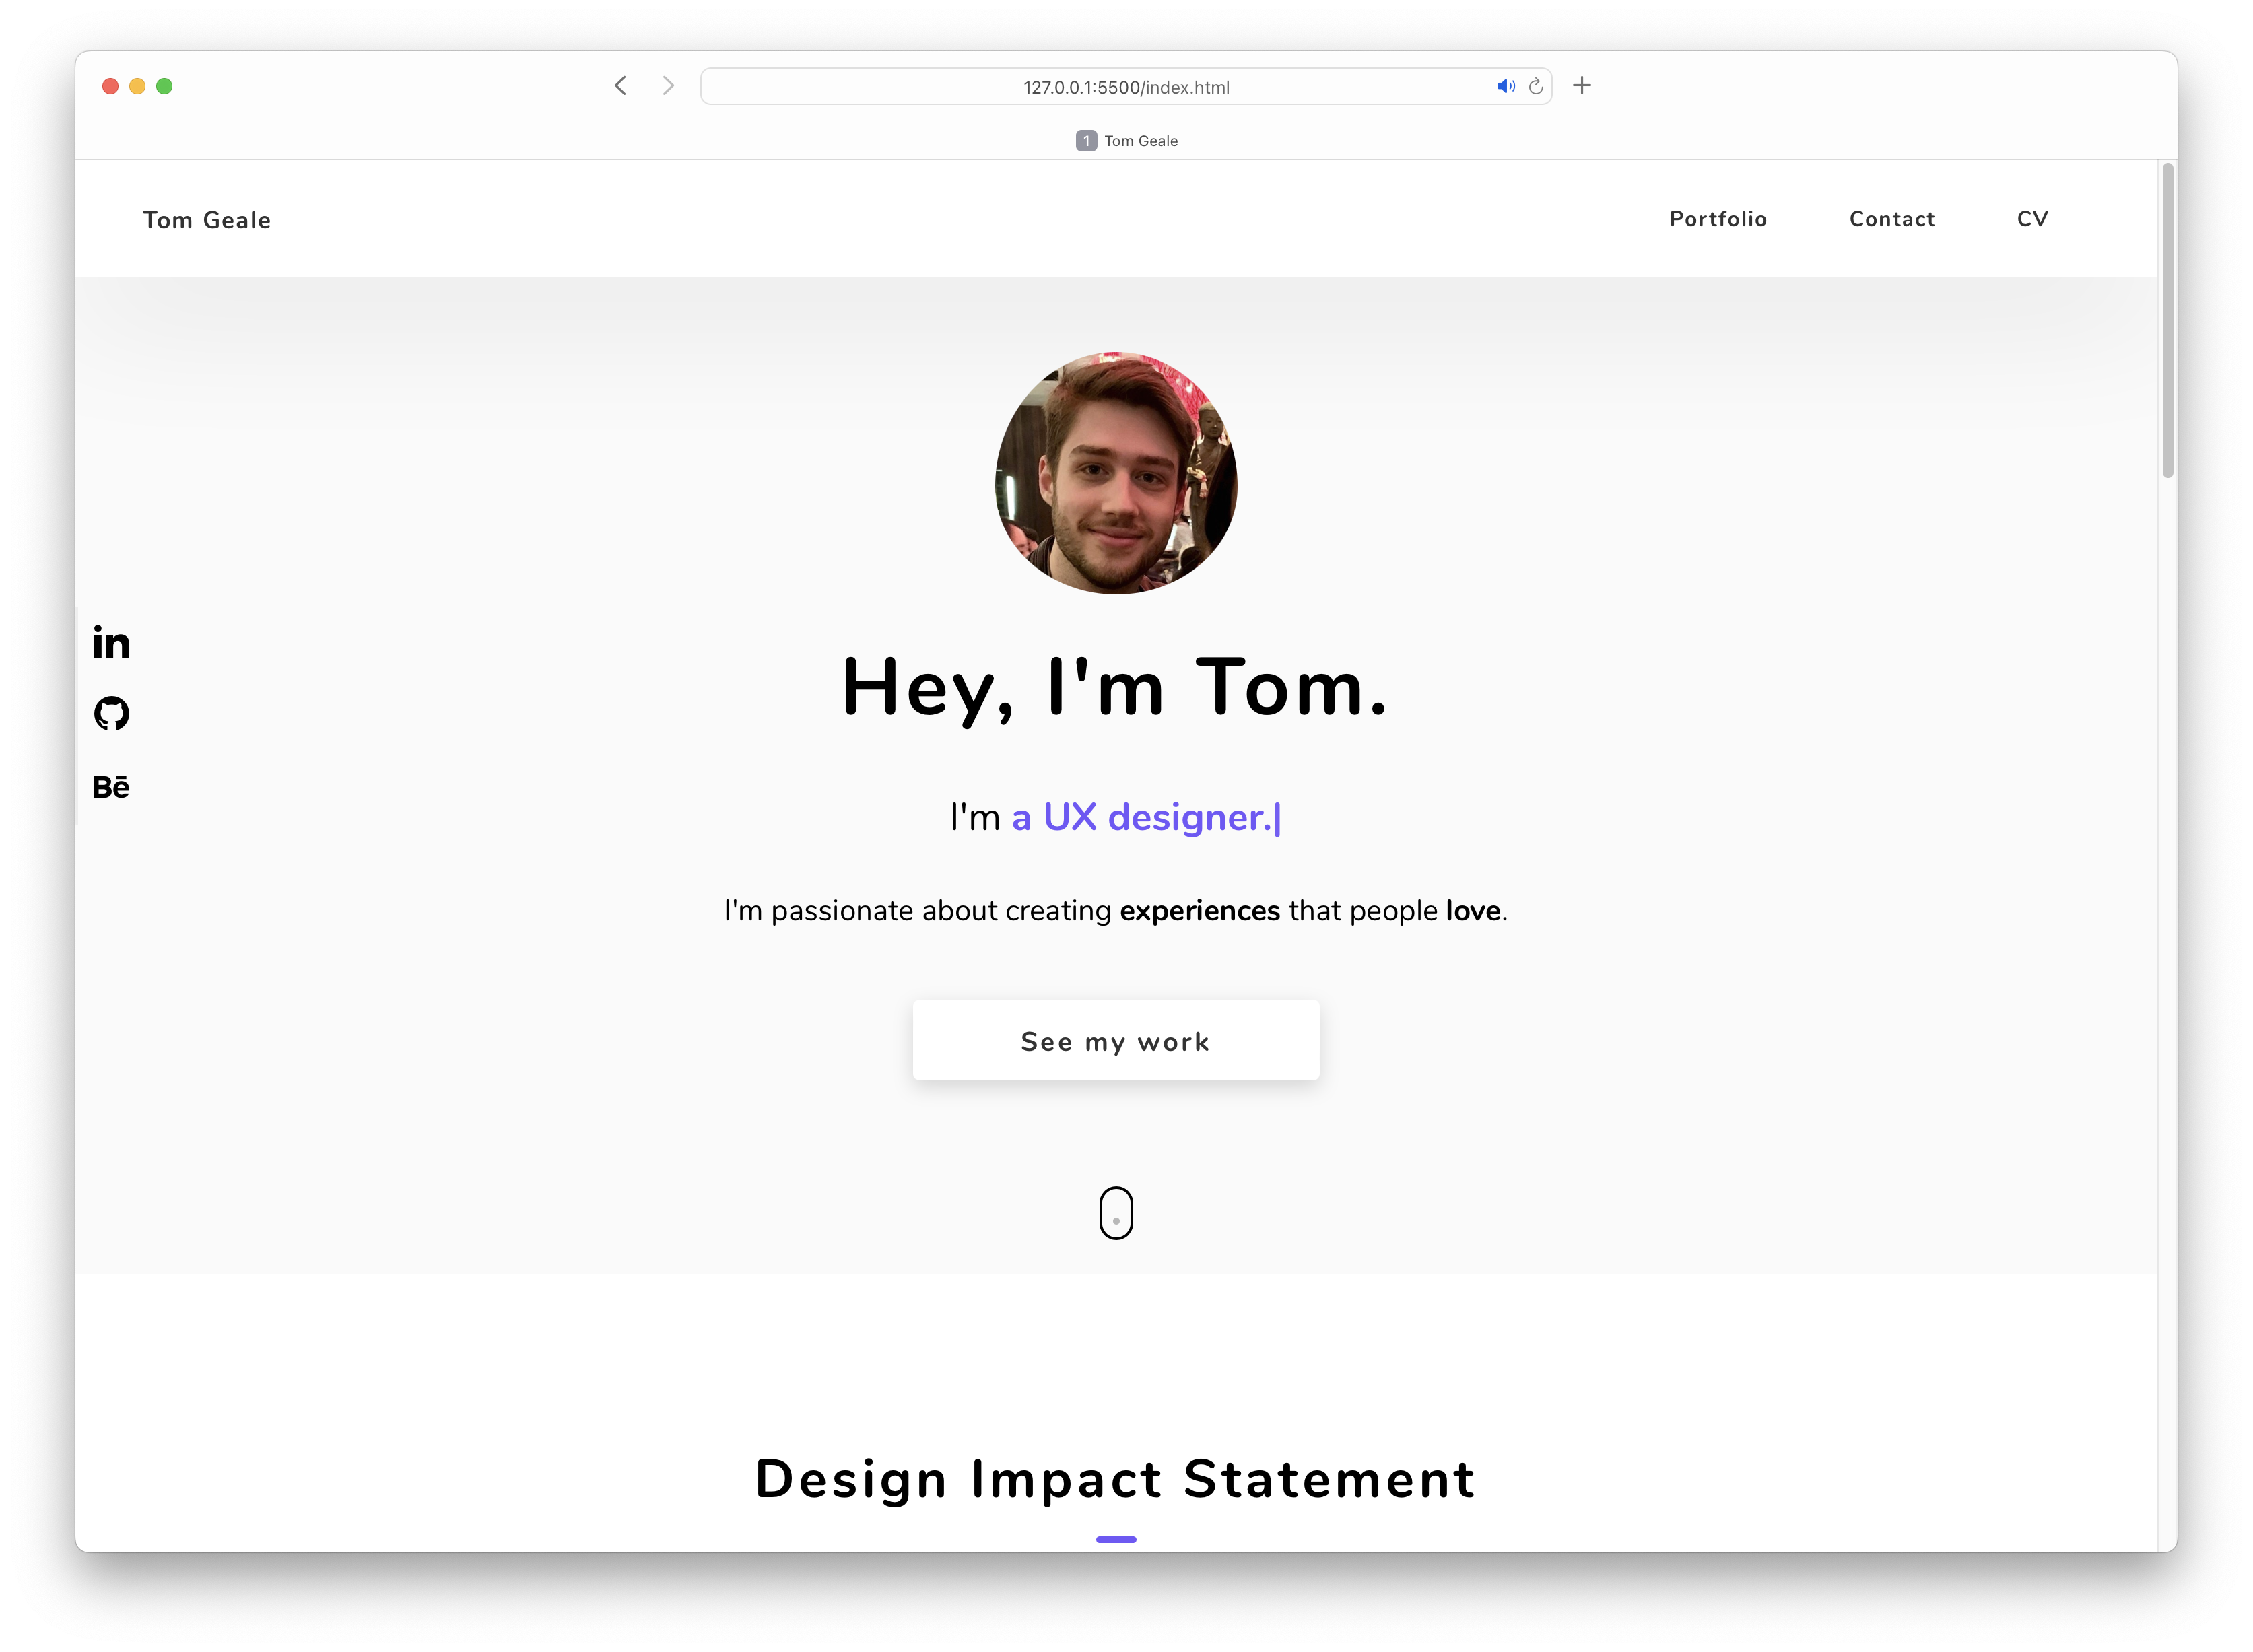 127.0.0.1:5500/index.html
1 Tom Geale
Tom Geale
Portfolio Contact CV
in
Bē
Hey, I'm Tom.
I'm a UX designer.|
I'm passionate about creating experiences that people love.
See my work
Design Impact Statement